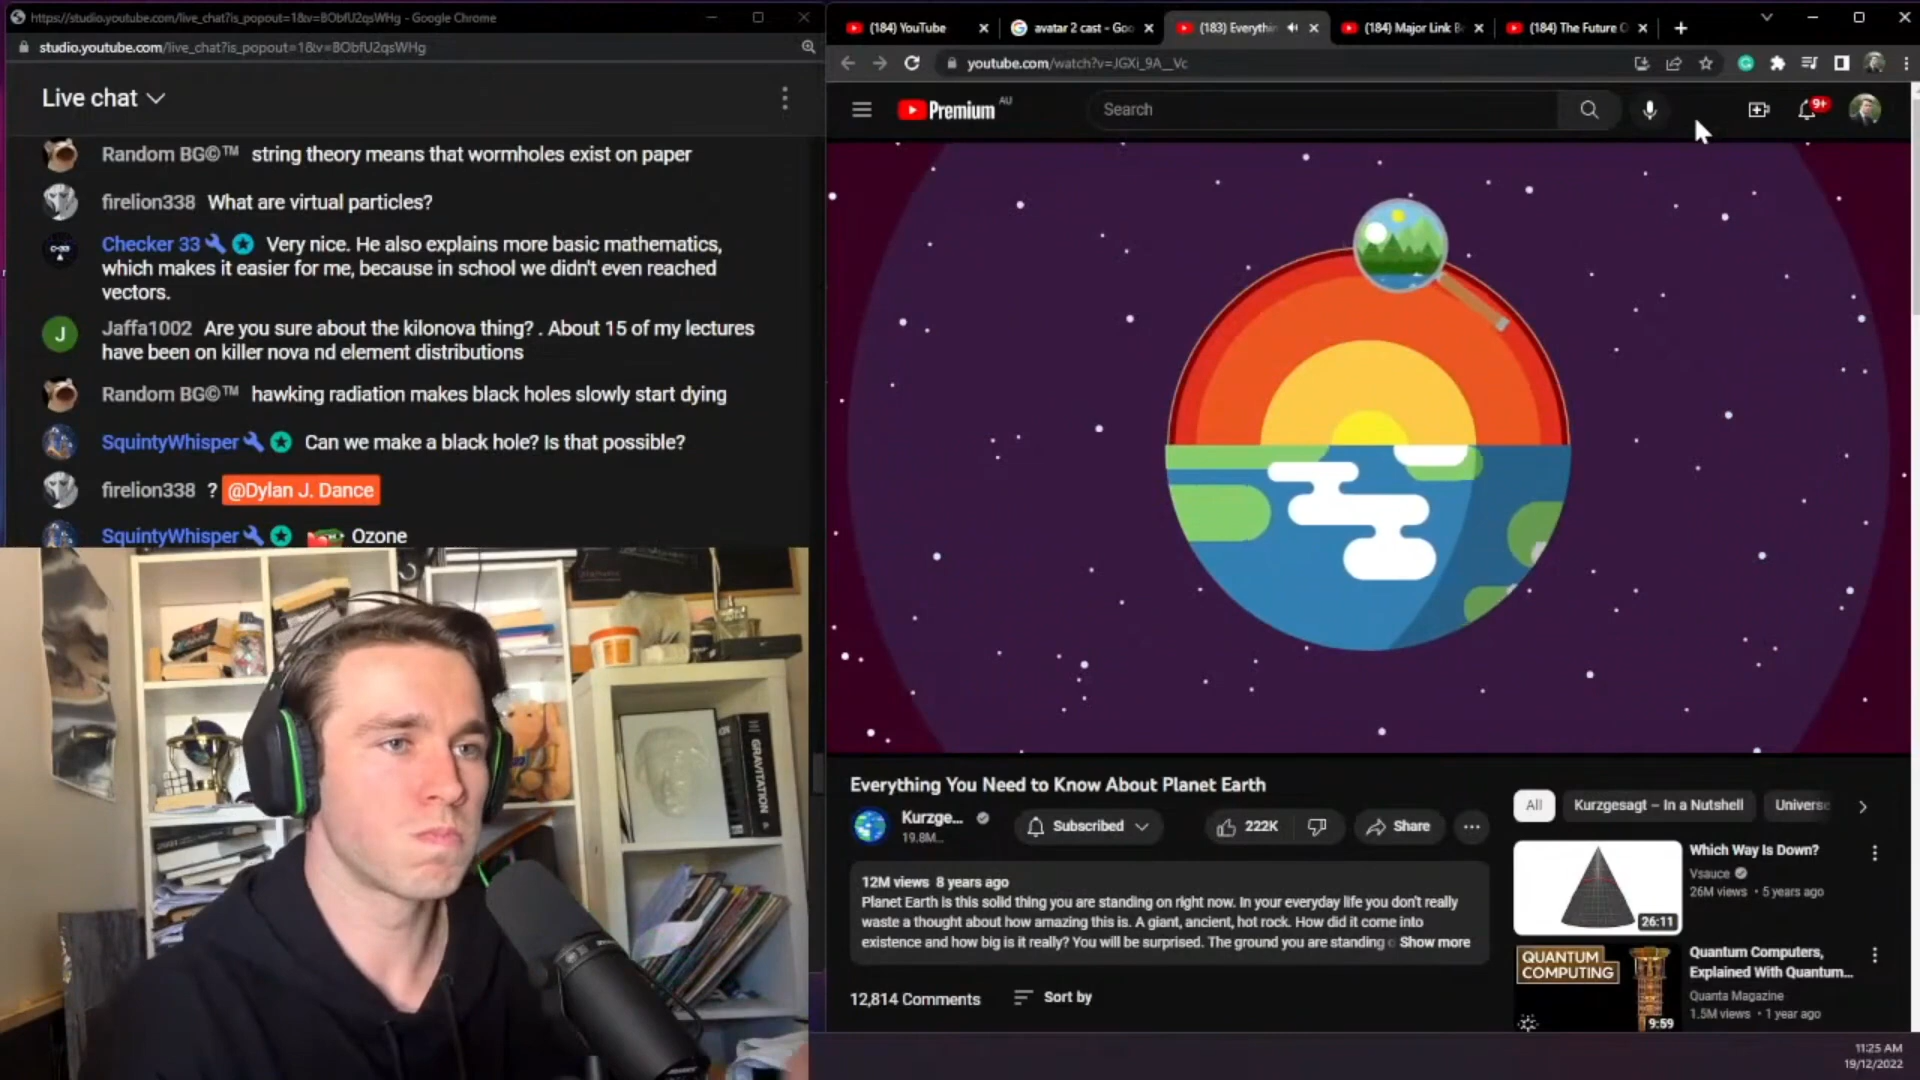 https://studio.youtube.com/live_chat?is_popout=1&v=BObfU2qsWHg - Google Chrome
studio.youtube.com/live_chat?is_popout=1&v=BObfU2qsWHg
Live chat
Random BG©™ string theory means that wormholes exist on paper
firelion338 What are virtual particles?
Checker 33 Very nice. He also explains more basic mathematics,
which makes it easier for me, because in school we didn't even reached
vectors.
J
Jaffa1002 Are you sure about the kilonova thing? . About 15 of my lectures
have been on killer nova nd element distributions
Random BG©™ hawking radiation makes black holes slowly start dying
SquintyWhisper Can we make a black hole? Is that possible?
firelion338 ? @Dylan J. Dance
SquintyWhisper Ozone
GRAVITATION
(184) YouTube
avatar 2 cast - Goo
(183) Everythin
(184) Major Link B
(184) The Future O
youtube.com/watch?v=JGXi_9A__Vc
Premium AU
Search
9+
Everything You Need to Know About Planet Earth
Kurzge...
19.8M...
Subscribed
222K
Share
12M views 8 years ago
Planet Earth is this solid thing you are standing on right now. In your everyday life you don't really
waste a thought about how amazing this is. A giant, ancient, hot rock. How did it come into
existence and how big is it really? You will be surprised. The ground you are standing o Show more
12,814 Comments
Sort by
All
Kurzgesagt – In a Nutshell
Universe
26:11
Which Way Is Down?
Vsauce
26M views • 5 years ago
QUANTUM
COMPUTING
9:59
Quantum Computers,
Explained With Quantum...
Quanta Magazine
1.5M views • 1 year ago
11:25 AM
19/12/2022